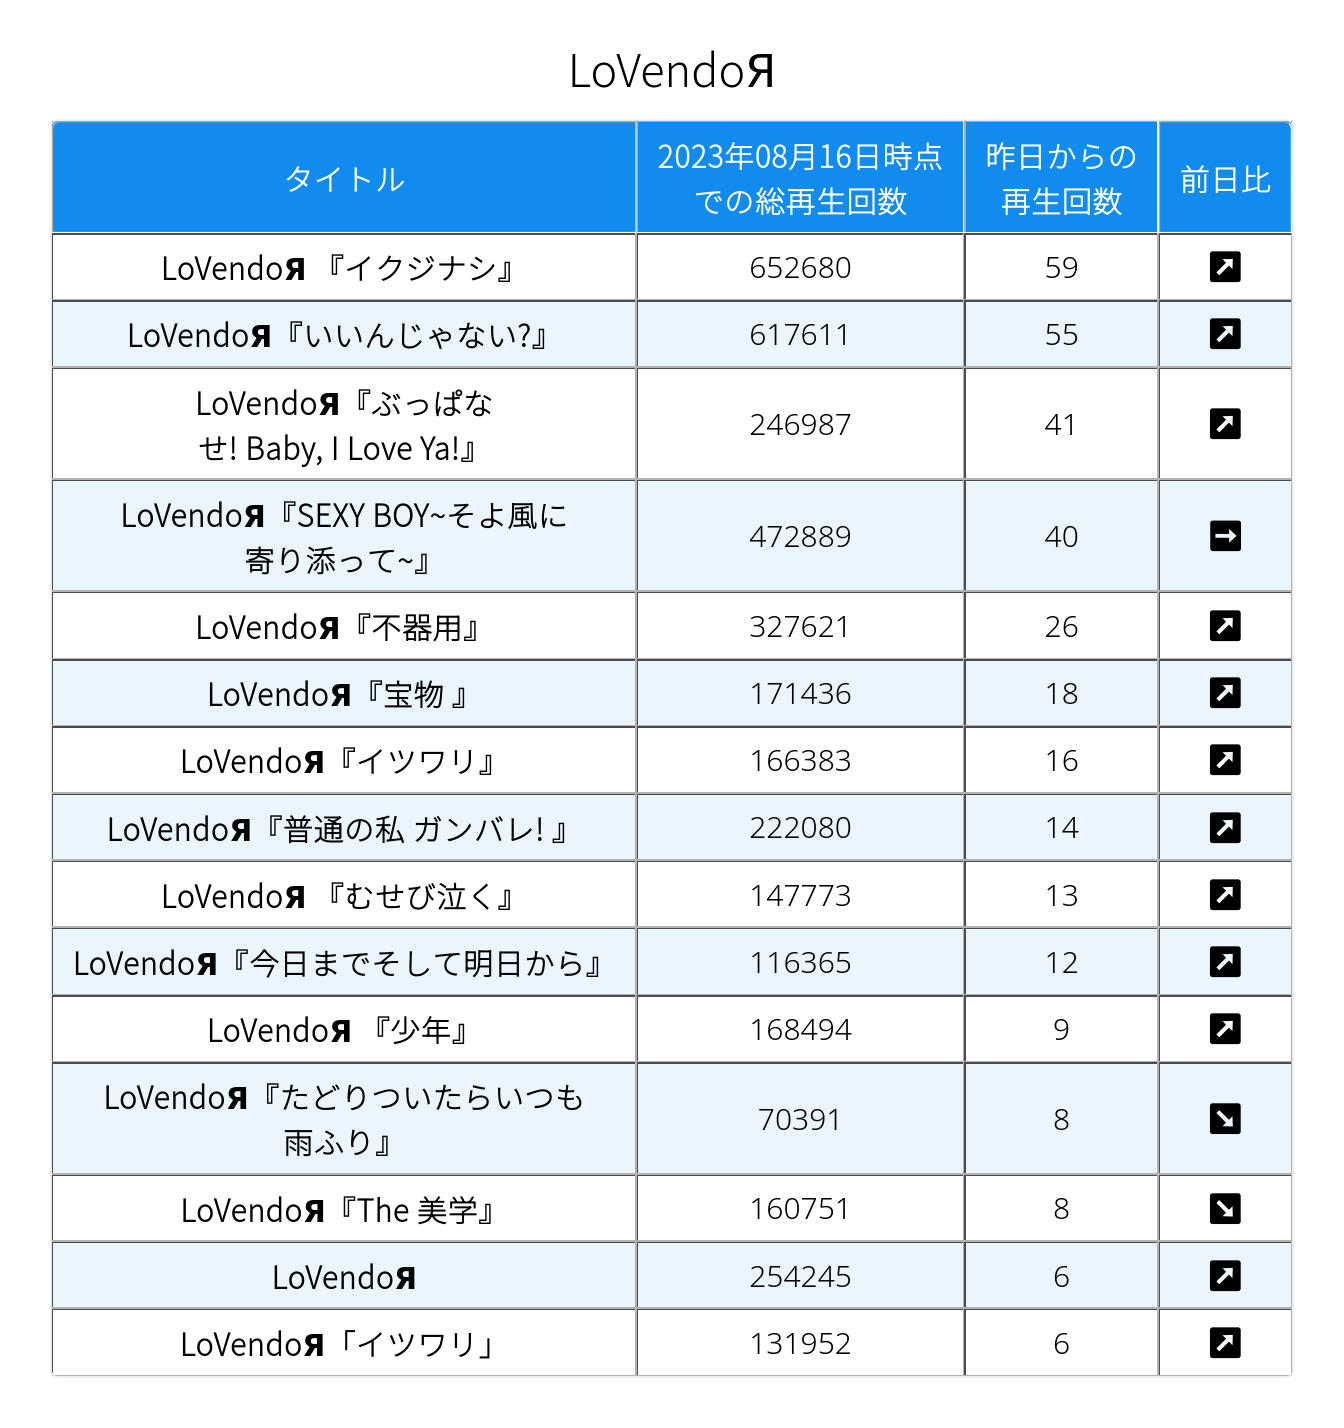 LoVendoЯ
タイトル
2023年08月16日時点
での総再生回数
昨日からの
再生回数
前日比
LoVendoЯ 『イクジナシ』
652680
59
LoVendoЯ『いいんじゃない?』
617611
55
LoVendoЯ『ぶっぱな
せ! Baby, I Love Ya!』
246987
41
LoVendoЯ『SEXY BOY~そよ風に
寄り添って~』
472889
40
LoVendoЯ『不器用』
327621
26
LoVendoЯ『宝物 』
171436
18
LoVendoЯ『イツワリ』
166383
16
LoVendoЯ『普通の私 ガンバレ! 』
222080
14
LoVendoЯ 『むせび泣く』
147773
13
LoVendoЯ『今日までそして明日から』
116365
12
LoVendoЯ 『少年』
168494
9
LoVendoЯ『たどりついたらいつも
雨ふり』
70391
8
LoVendoЯ『The 美学』
160751
8
LoVendoЯ
254245
6
LoVendoЯ「イツワリ」
131952
6